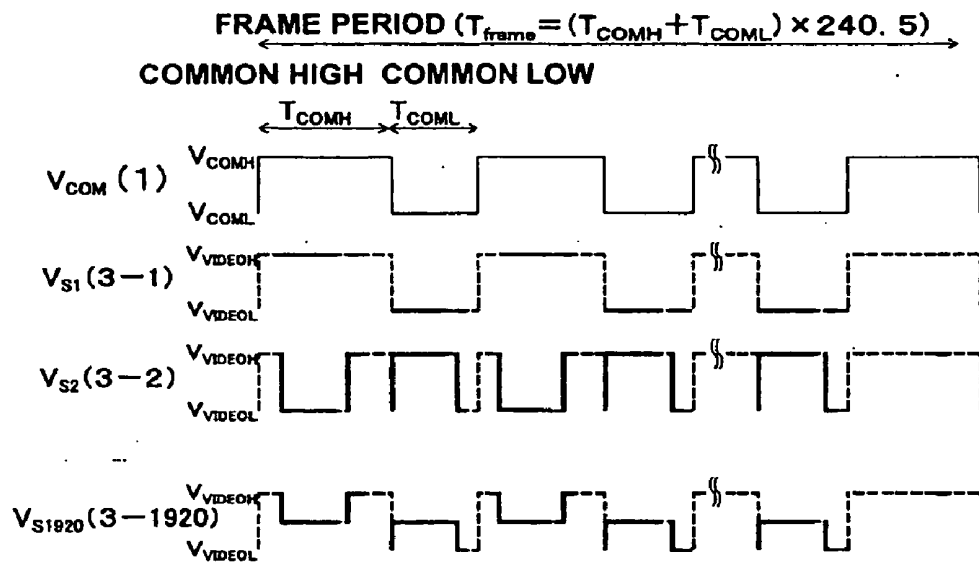 FRAME PERIOD (Tframe=(TCOMH+TCOML)×240. 5)
COMMON HIGH COMMON LOW
TCOMH TCOML
VCOM (1)
VCOMH
VCOML
VS1(3-1)
VVIDEOH
VVIDEOL
VS2(3-2)
VVIDEOH
VVIDEOL
...
VS1920(3-1920)
VVIDEOH
VVIDEOL